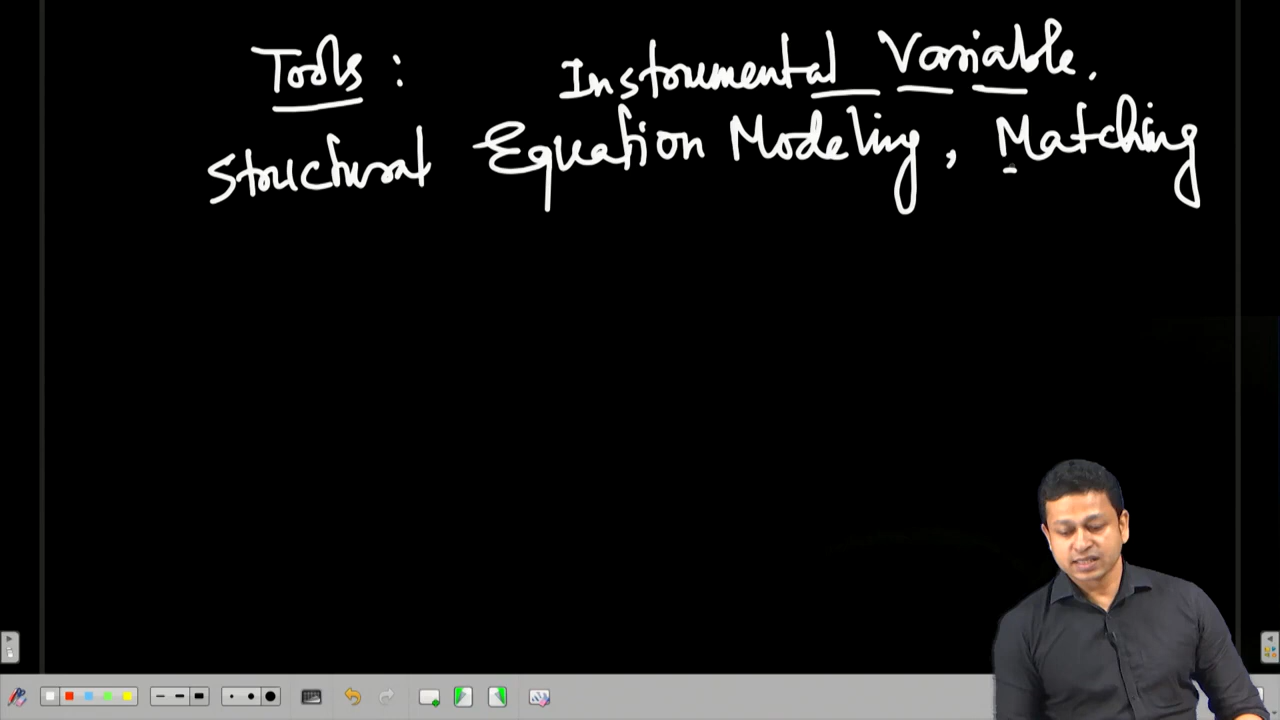 Tools : Instrumental Variable,
Structural Equation Modeling, Matching